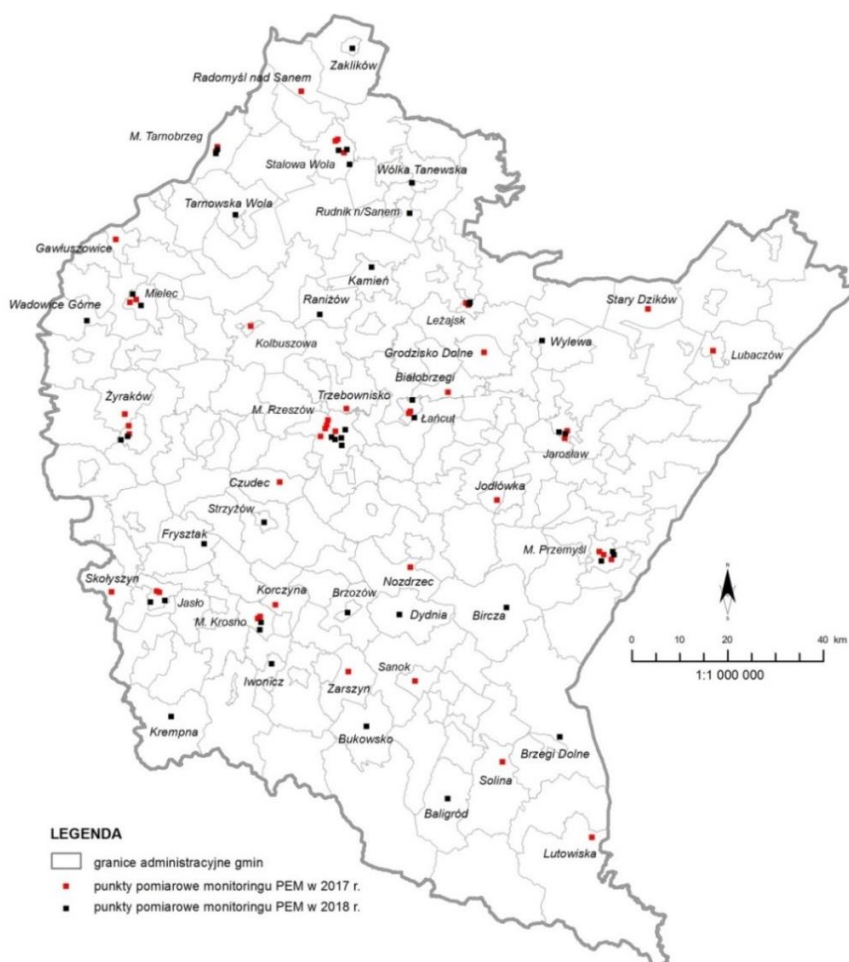 Zaklików
Radomyśl nad Sanem
M. Tarnobrzeg
Stalowa Wola
Wólka Tanewska
Tarnowska Wola
Rudnik n/Sanem
Gawłuszowice
Kamień
Mielec
Wadowice Górne
Raniżów
Leżajsk
Stary Dzików
Kolbuszowa
Wylewa
Grodzisko Dolne
Lubaczów
Białobrzegi
Żyraków
Trzebownisko
M. Rzeszów
Łańcut
Jarosław
Czudec
Jodłówka
Strzyżów
Frysztak
M. Przemyśl
Nozdrzec
Skołyszyn
Korczyna
Brzozów
Jasło
Dydnia
Bircza
M. Krosno
N
S
0 10 20 40 km
1:1 000 000
Iwonicz
Sanok
Zarszyn
Krempna
Bukowsko
Brzegi Dolne
Solina
Baligród
Lutowiska
LEGENDA
granice administracyjne gmin
punkty pomiarowe monitoringu PEM w 2017 r.
punkty pomiarowe monitoringu PEM w 2018 r.